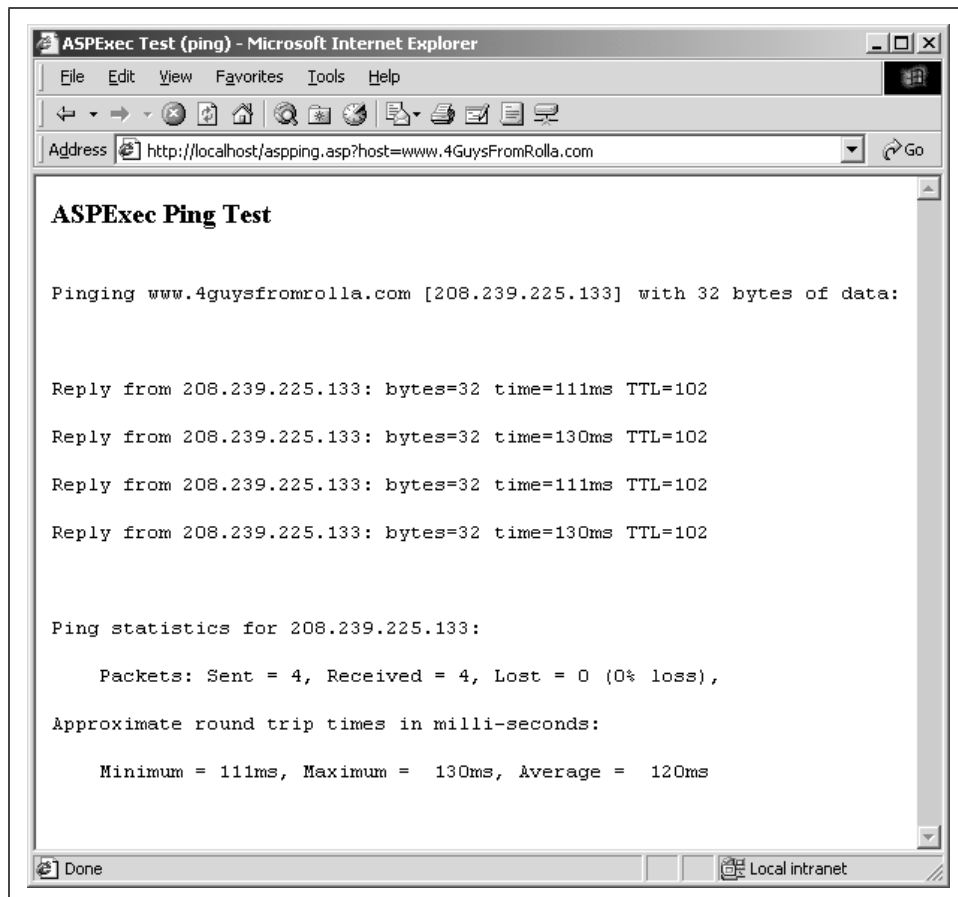 ASPExec Test (ping) - Microsoft Internet Explorer
File Edit View Favorites Tools Help
Address http://localhost/aspping.asp?host=www.4GuysFromRolla.com Go
ASPExec Ping Test
Pinging www.4guysfromrolla.com [208.239.225.133] with 32 bytes of data:
Reply from 208.239.225.133: bytes=32 time=111ms TTL=102
Reply from 208.239.225.133: bytes=32 time=130ms TTL=102
Reply from 208.239.225.133: bytes=32 time=111ms TTL=102
Reply from 208.239.225.133: bytes=32 time=130ms TTL=102
Ping statistics for 208.239.225.133:
Packets: Sent = 4, Received = 4, Lost = 0 (0% loss),
Approximate round trip times in milli-seconds:
Minimum = 111ms, Maximum =  130ms, Average =  120ms
Done Local intranet